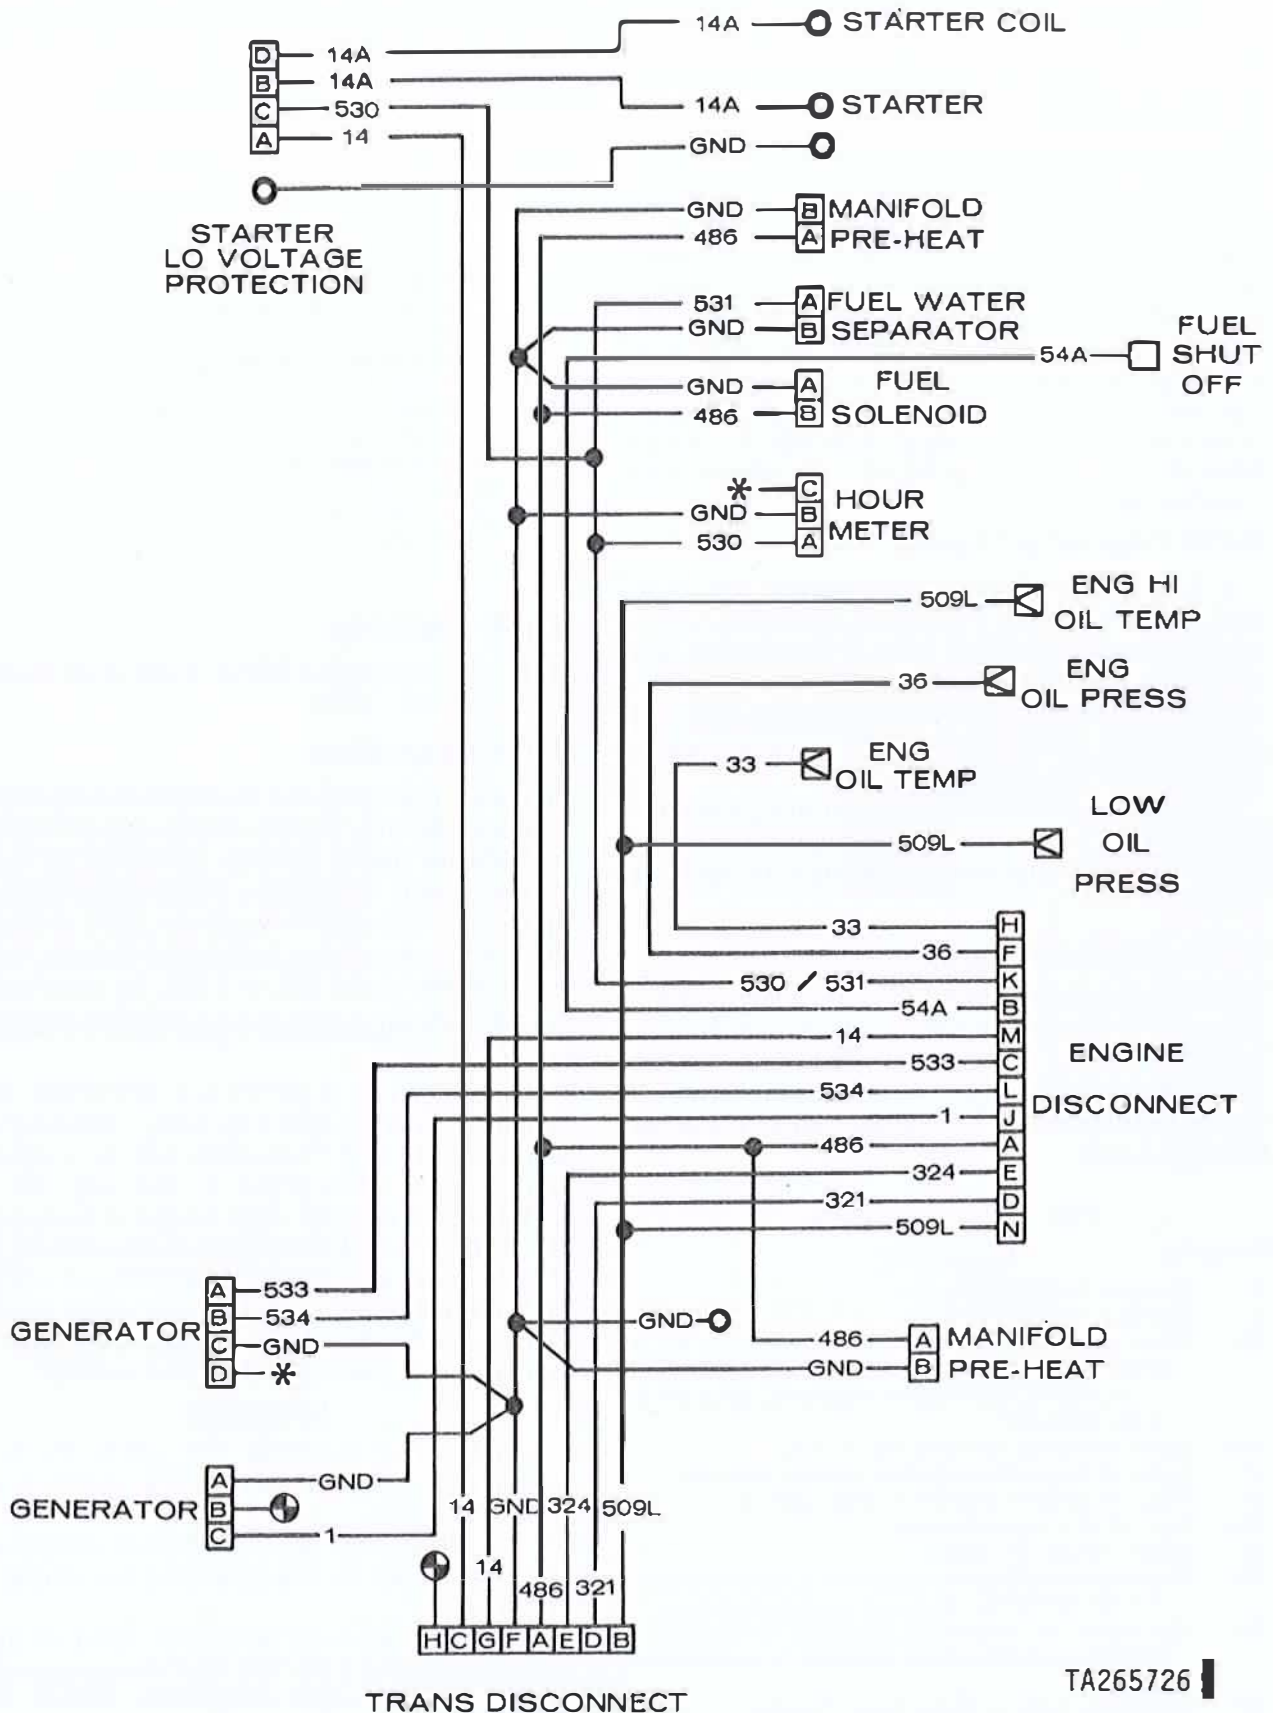 14A STARTER COIL
D 14A
B 14A
C 530
A 14
14A STARTER
GND
STARTER
LO VOLTAGE
PROTECTION
GND B MANIFOLD
486 A PRE-HEAT
531 A FUEL WATER
GND B SEPARATOR
54A FUEL
SHUT
OFF
GND A FUEL
486 B SOLENOID
* C HOUR
GND B METER
530 A
509L ENG HI
OIL TEMP
36 ENG
OIL PRESS
33 ENG
OIL TEMP
509L LOW
OIL
PRESS
33 H
36 F
530 / 531 K
54A B
14 M
533 C
534 L
1 J
486 A
324 E
321 D
509L N
ENGINE
DISCONNECT
GENERATOR
A 533
B 534
C GND
D *
GND
486 A MANIFOLD
GND B PRE-HEAT
GENERATOR
A GND
B
C 1
14 GND 324 509L
14 486 321
H C G F A E D B
TRANS DISCONNECT
TA265726